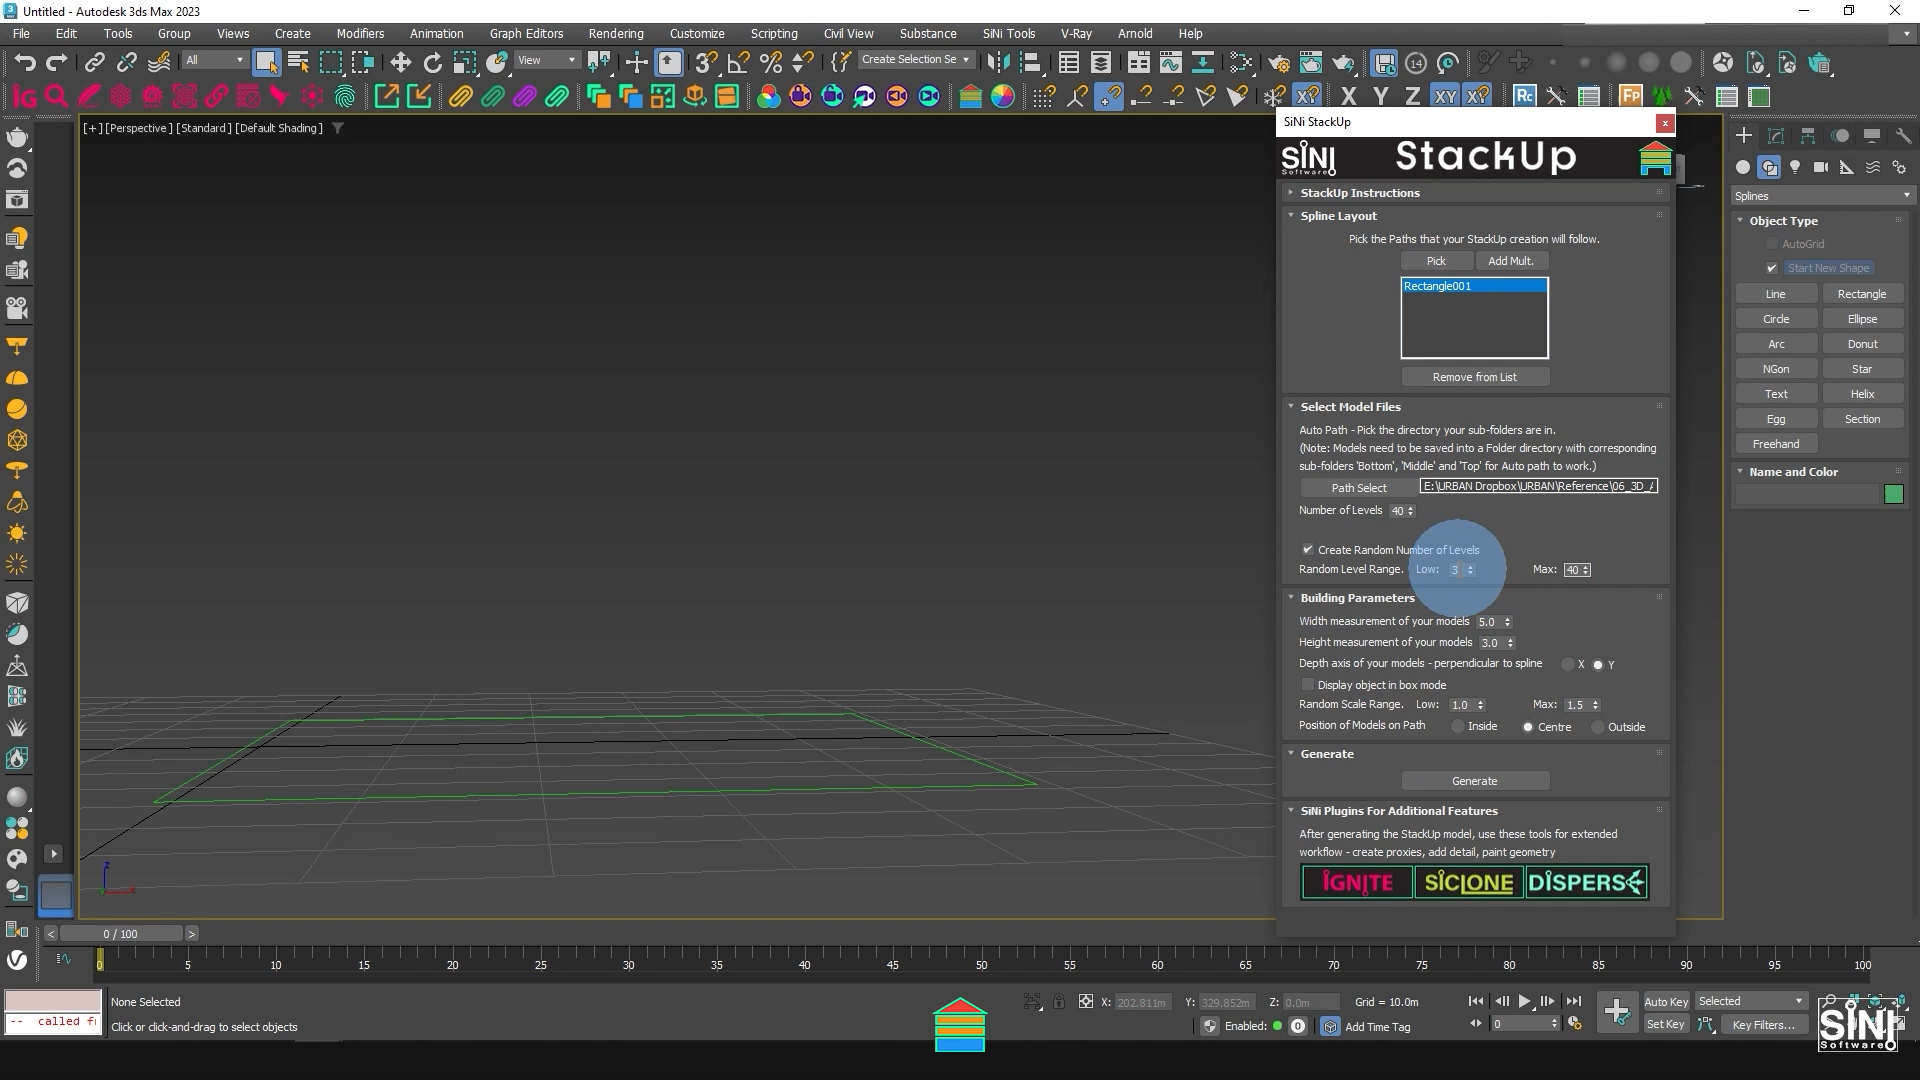 Untitled - Autodesk 3ds Max 2023
File Edit Tools Group Views Create Modifiers Animation Graph Editors Rendering Customize Scripting Civil View Substance SiNi Tools V-Ray Arnold Help
All View Create Selection Se
X Y Z XY XY Rc Fp
[+] [Perspective] [Standard] [Default Shading]
SiNi StackUp
SiNi Software StackUp
StackUp Instructions
Spline Layout
Pick the Paths that your StackUp creation will follow.
Pick Add Mult.
Rectangle001
Remove from List
Select Model Files
Auto Path - Pick the directory your sub-folders are in.
(Note: Models need to be saved into a Folder directory with corresponding
sub-folders 'Bottom', 'Middle' and 'Top' for Auto path to work.)
Path Select E:\URBAN Dropbox\URBAN\Reference\06_3D_
Number of Levels 40
Create Random Number of Levels
Random Level Range. Low: 3 Max: 40
Building Parameters
Width measurement of your models 5.0
Height measurement of your models 3.0
Depth axis of your models - perpendicular to spline X Y
Display object in box mode
Random Scale Range. Low: 1.0 Max: 1.5
Position of Models on Path Inside Centre Outside
Generate
Generate
SiNi Plugins For Additional Features
After generating the StackUp model, use these tools for extended
workflow - create proxies, add detail, paint geometry
IGNITE SICLONE DISPERSE
Splines
Object Type
AutoGrid
Start New Shape
Line Rectangle
Circle Ellipse
Arc Donut
NGon Star
Text Helix
Egg Section
Freehand
Name and Color
z x
< 0 / 100 >
0 5 10 15 20 25 30 35 40 45 50 55 60 65 70 75 80 85 90 95 100
None Selected X: 202.811m Y: 329.852m Z: 0.0m Grid = 10.0m Auto Key Selected
-- called f
Click or click-and-drag to select objects Enabled: 0 Add Time Tag 0 Set Key Key Filters...
SiNi Software